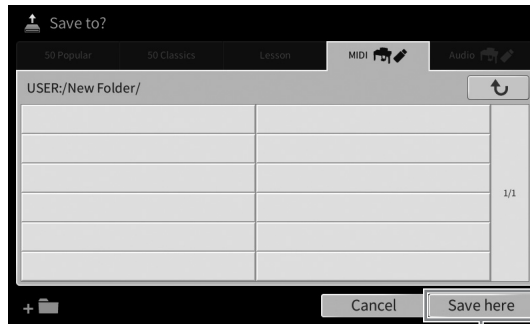 Save to?
50 Popular 50 Classics Lesson MIDI Audio
USER:/New Folder/
1/1
+ Cancel Save here